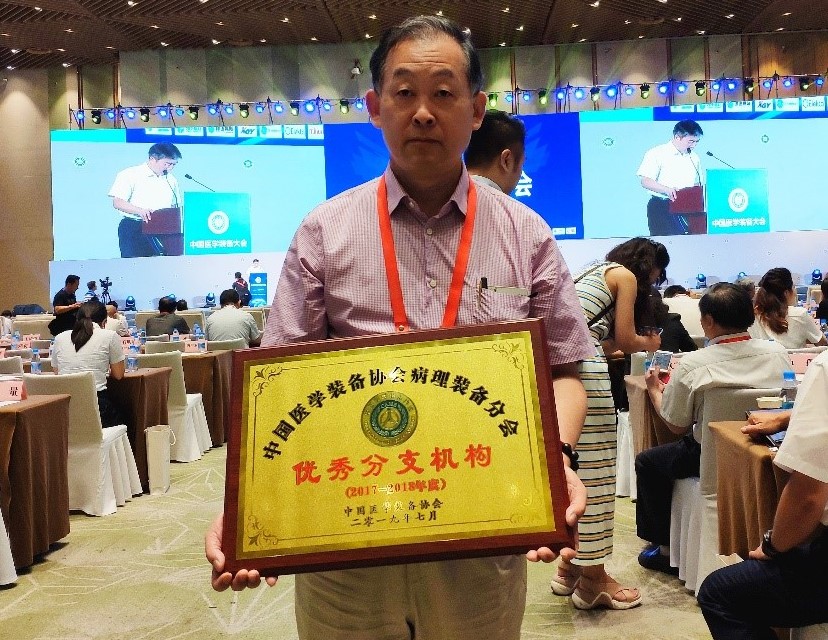 中国医学装备大会
会
中国医学装备大会
中国医学装备协会病理装备分会
优秀分支机构
(2017—2018年度)
中国医学装备协会
二零一九年七月